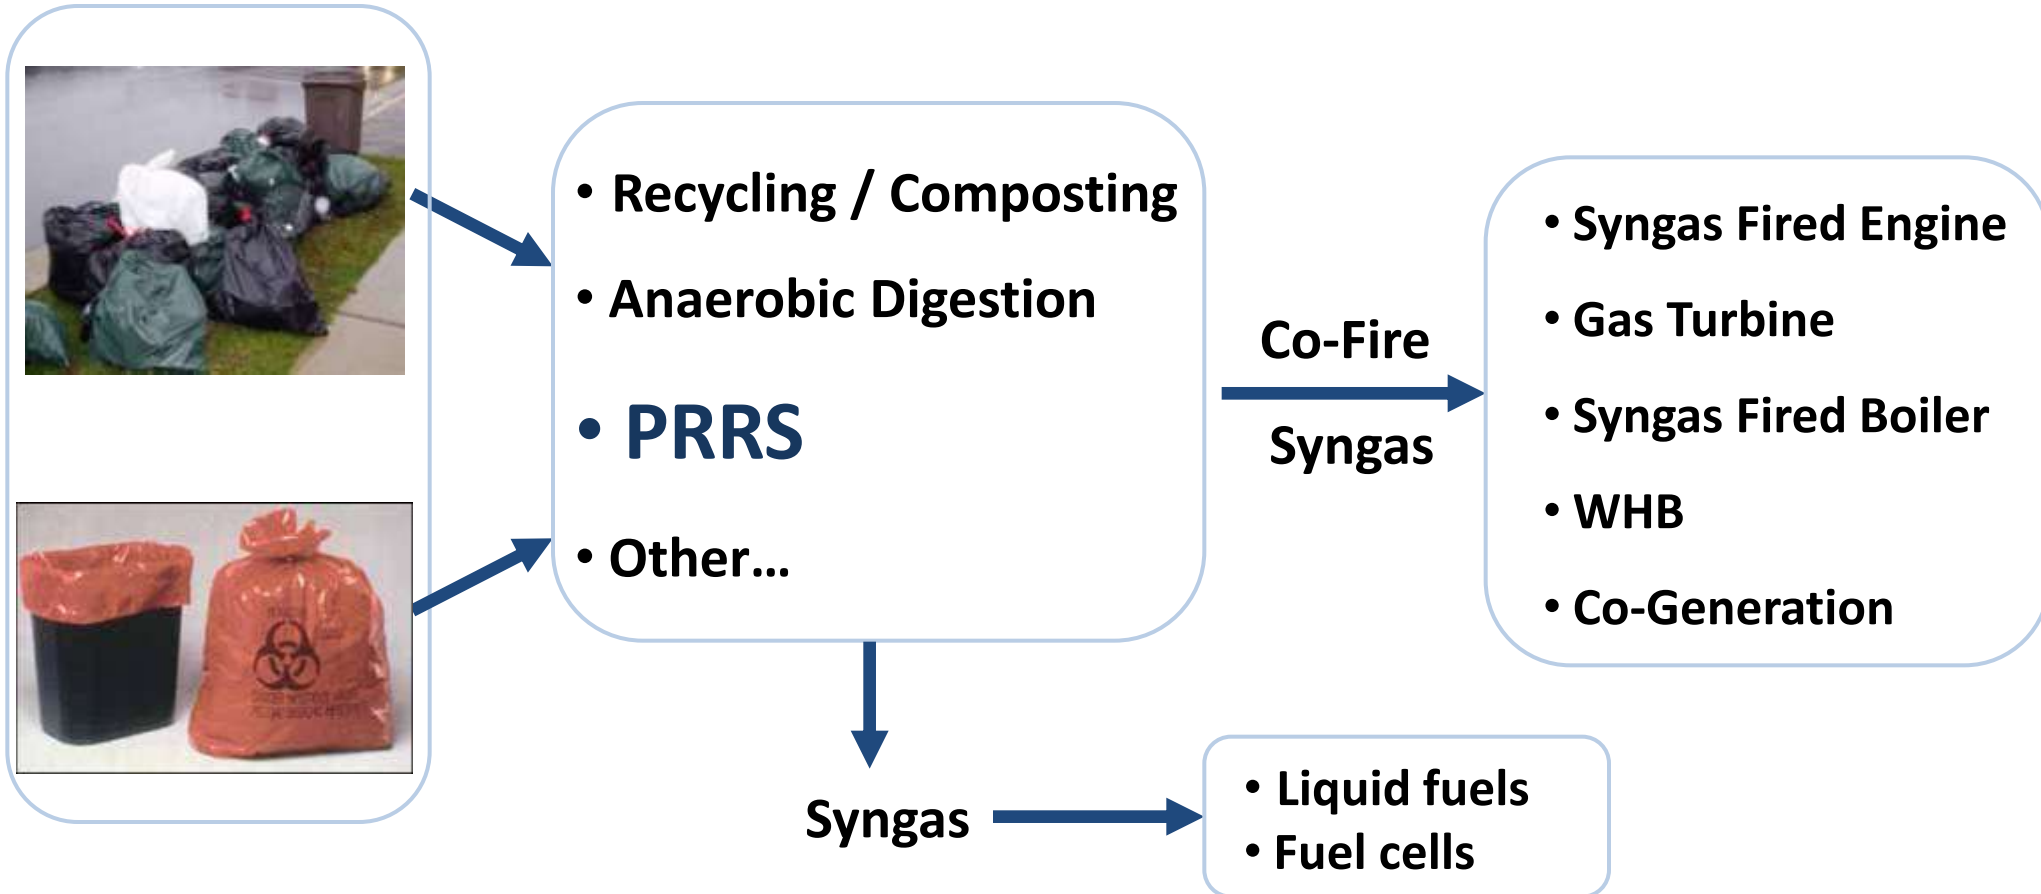 • Recycling / Composting
• Anaerobic Digestion
• PRRS
• Other...
Co-Fire
Syngas
• Syngas Fired Engine
• Gas Turbine
• Syngas Fired Boiler
• WHB
• Co-Generation
Syngas
• Liquid fuels
• Fuel cells